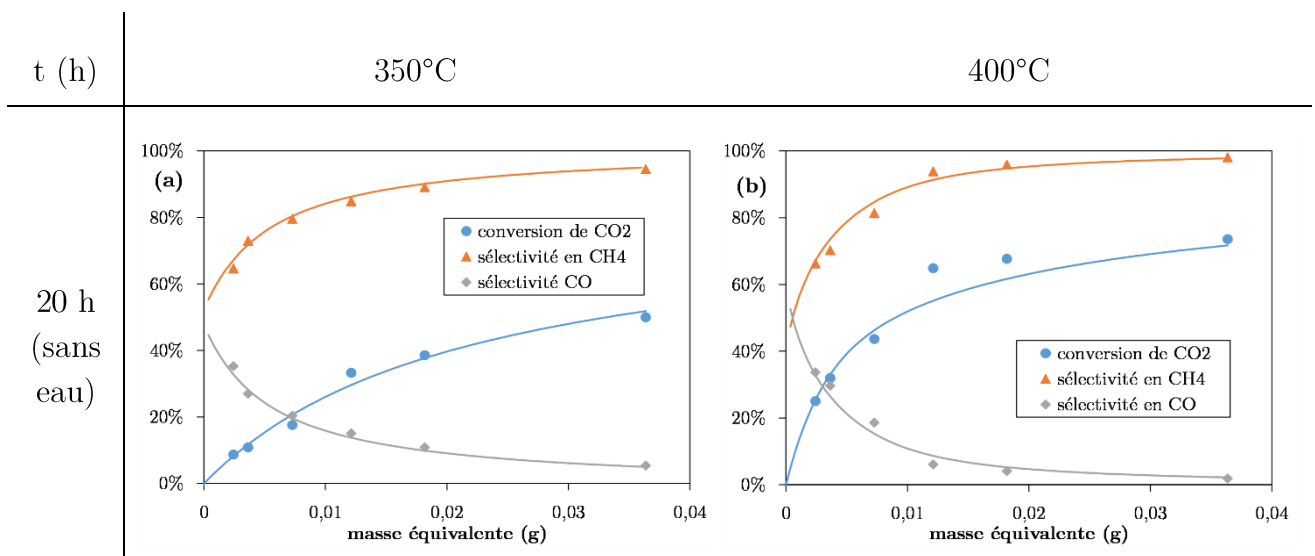 t (h)
350°C
400°C
20 h
(sans
eau)
100%
80%
60%
40%
20%
0%
(a)
conversion de CO2
sélectivité en CH4
sélectivité CO
0
0,01
0,02
0,03
0,04
masse équivalente (g)
100%
80%
60%
40%
20%
0%
(b)
conversion de CO2
sélectivité en CH4
sélectivité en CO
0
0,01
0,02
0,03
0,04
masse équivalente (g)